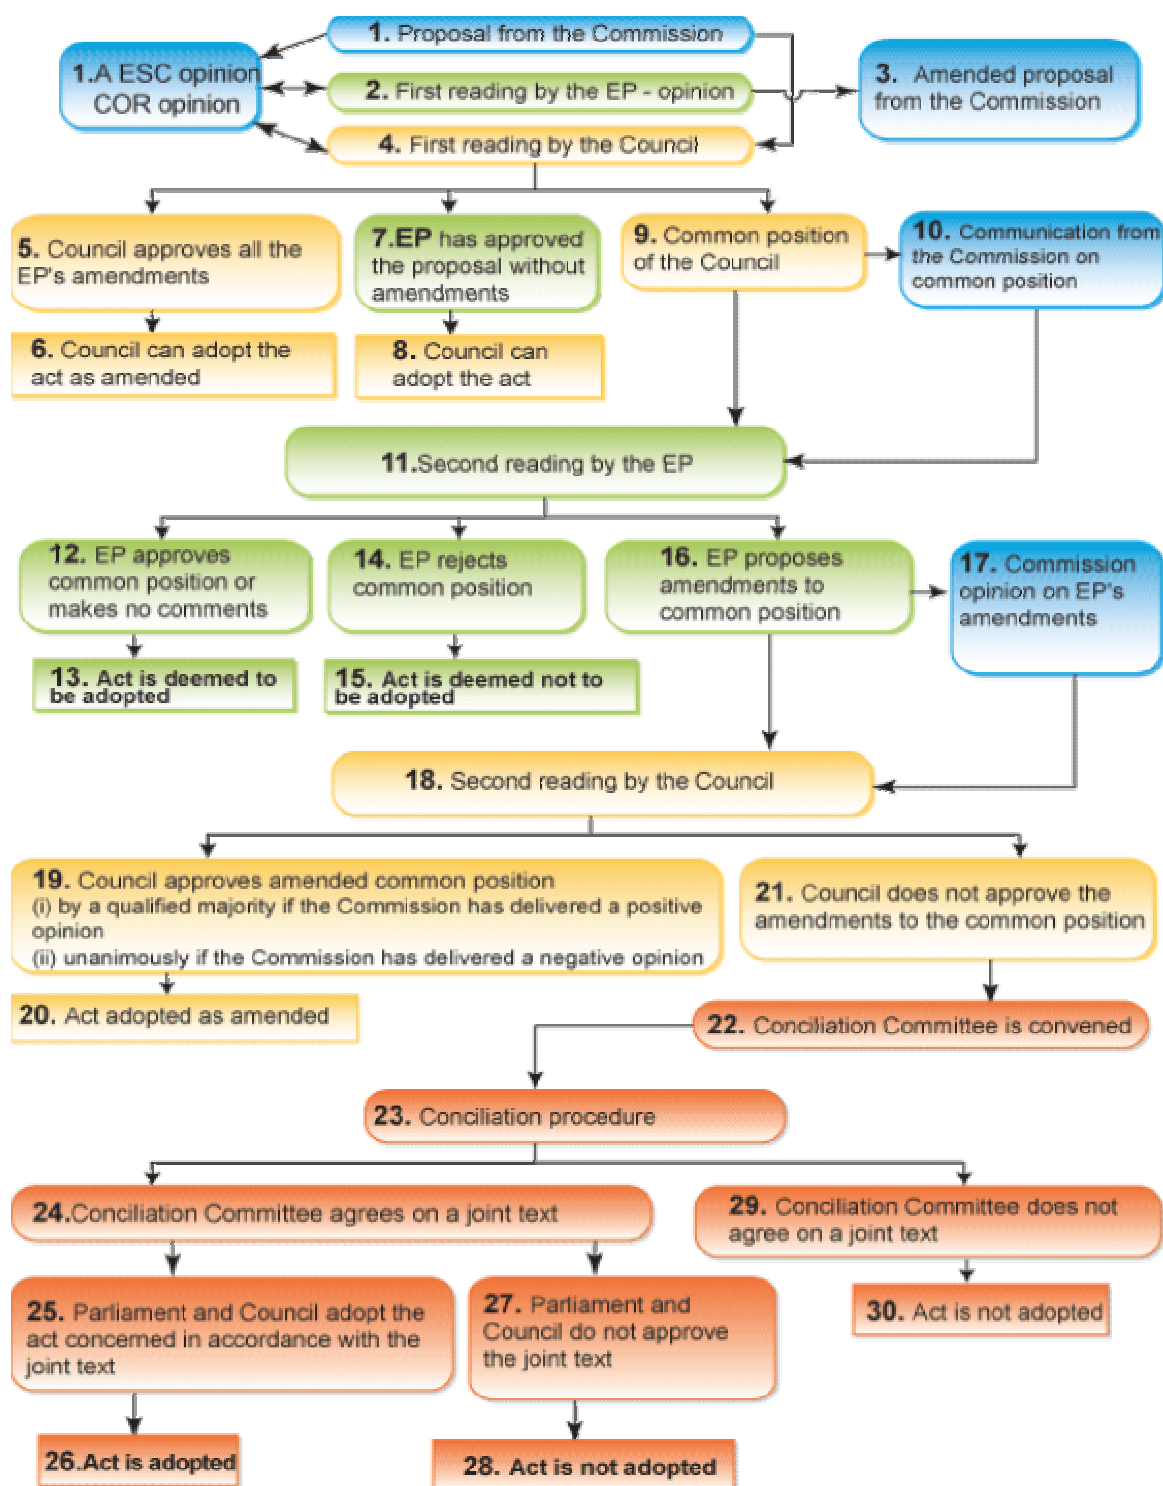 1. Proposal from the Commission
1.A ESC opinion
COR opinion
2. First reading by the EP - opinion
3. Amended proposal
from the Commission
4. First reading by the Council
5. Council approves all the
EP's amendments
7.EP has approved
the proposal without
amendments
9. Common position
of the Council
10. Communication from
the Commission on
common position
6. Council can adopt the
act as amended
8. Council can
adopt the act
11.Second reading by the EP
12. EP approves
common position or
makes no comments
14. EP rejects
common position
16. EP proposes
amendments to
common position
17. Commission
opinion on EP's
amendments
13. Act is deemed to
be adopted
15. Act is deemed not to
be adopted
18. Second reading by the Council
19. Council approves amended common position
(i) by a qualified majority if the Commission has delivered a positive
opinion
(ii) unanimously if the Commission has delivered a negative opinion
21. Council does not approve the
amendments to the common position
20. Act adopted as amended
22. Conciliation Committee is convened
23. Conciliation procedure
24.Conciliation Committee agrees on a joint text
29. Conciliation Committee does not
agree on a joint text
25. Parliament and Council adopt the
act concerned in accordance with the
joint text
27. Parliament and
Council do not approve
the joint text
30. Act is not adopted
26.Act is adopted
28. Act is not adopted